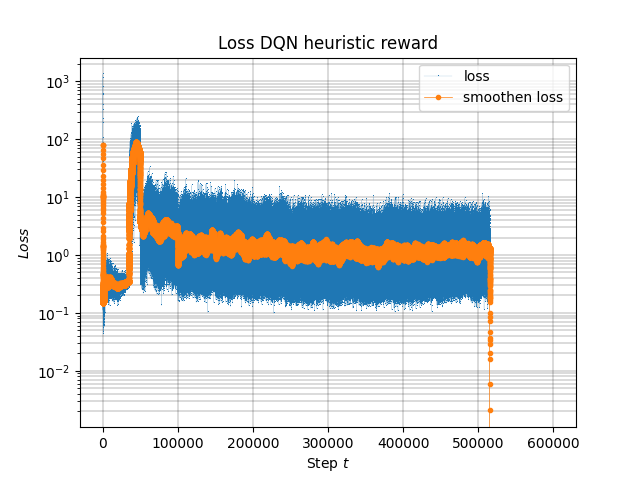 Loss DQN heuristic reward
loss
smoothen loss
Loss
10³
10²
10¹
10⁰
10⁻¹
10⁻²
0 100000 200000 300000 400000 500000 600000
Step t